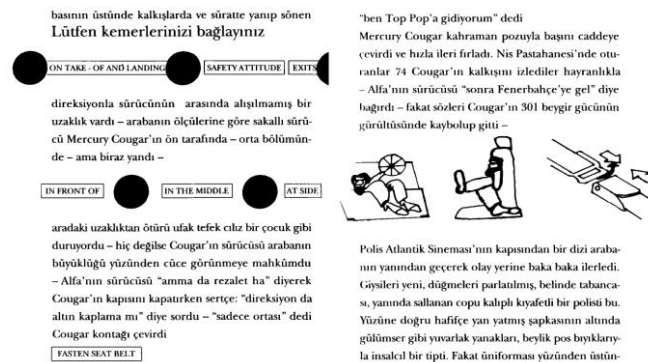 basının üstünde kalkışlarda ve süratte yanıp sönen
Lütfen kemerlerinizi bağlayınız
ON TAKE - OF AND LANDING
SAFETY ATTITUDE
EXITS
direksiyonla sürücünün arasında alışılmamış bir
uzaklık vardı – arabanın ölçülerine göre sakallı sürü-
cü Mercury Cougar'ın ön tarafında – orta bölümün-
de – ama biraz yandı –
IN FRONT OF
IN THE MIDDLE
AT SIDE
aradaki uzaklıktan ötürü ufak tefek cılız bir çocuk gibi
duruyordu – hiç değilse Cougar'ın sürücüsü arabanın
büyüklüğü yüzünden cüce görünmeye mahkûmdu
– Alfa'nın sürücüsü "amma da rezalet ha" diyerek
Cougar'ın kapısını kapatırken sertçe: "direksiyon da
altın kaplama mı" diye sordu – "sadece ortası" dedi
Cougar kontağı çevirdi
FASTEN SEAT BELT
"ben Top Pop'a gidiyorum" dedi
Mercury Cougar kahraman pozuyla başını caddeye
çevirdi ve hızla ileri fırladı. Nis Pastahanesi'nde otu-
ranlar 74 Cougar'ın kalkışını izlediler hayranlıkla
– Alfa'nın sürücüsü "sonra Fenerbahçe'ye gel" diye
bağırdı – fakat sözleri Cougar'ın 301 beygir gücünün
gürültüsünde kaybolup gitti –
Polis Atlantik Sineması'nın kapısından bir dizi araba-
nın yanından geçerek olay yerine baka baka ilerledi.
Giysileri yeni, düğmeleri parlatılmış, belinde tabanca-
sı, yanında sallanan copu kalıplı kıyafetli bir polisti bu.
Yüzüne doğru hafifçe yan yatmış şapkasının altında
gülümser gibi yuvarlak yanakları, beylik pos bıyıklarıy-
la insalcıl bir tipti. Fakat üniforması yüzünden üstün-